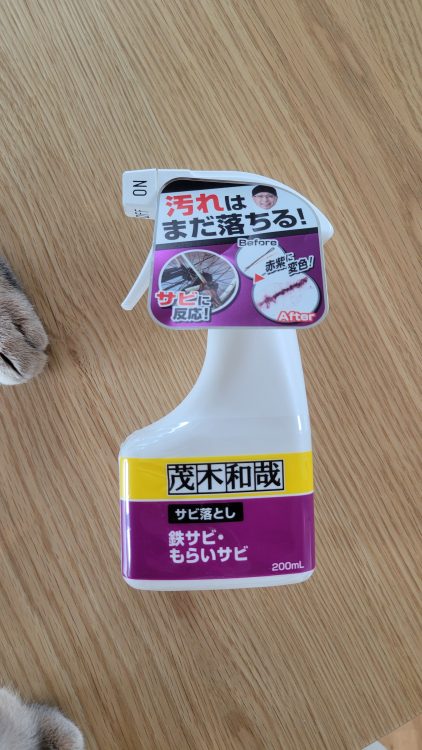 ON
汚れは
まだ落ちる!
Before
赤紫に
変色!
サビに
反応!
After
茂木和哉
サビ落とし
鉄サビ・
もらいサビ
200mL